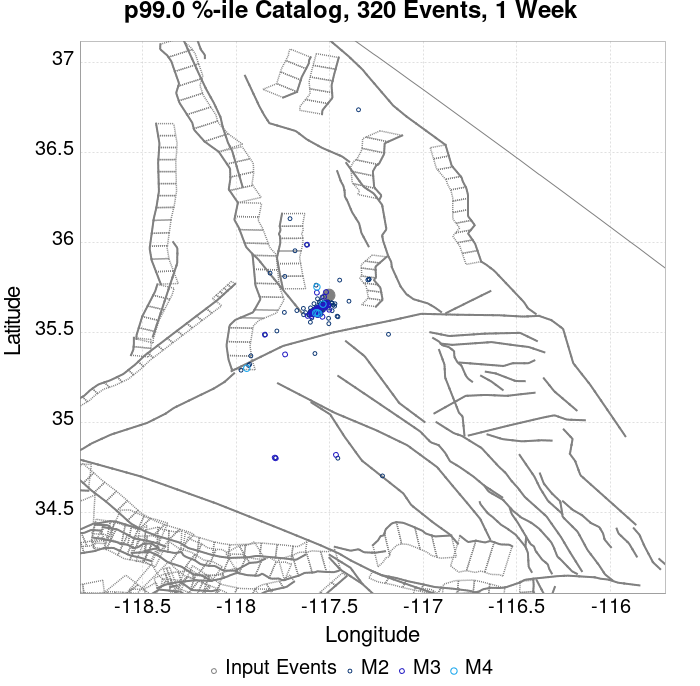 p99.0 %-ile Catalog, 320 Events, 1 Week
37
36.5
36
35.5
35
34.5
Latitude
-118.5 -118 -117.5 -117 -116.5 -116
Longitude
Input Events M2 M3 M4